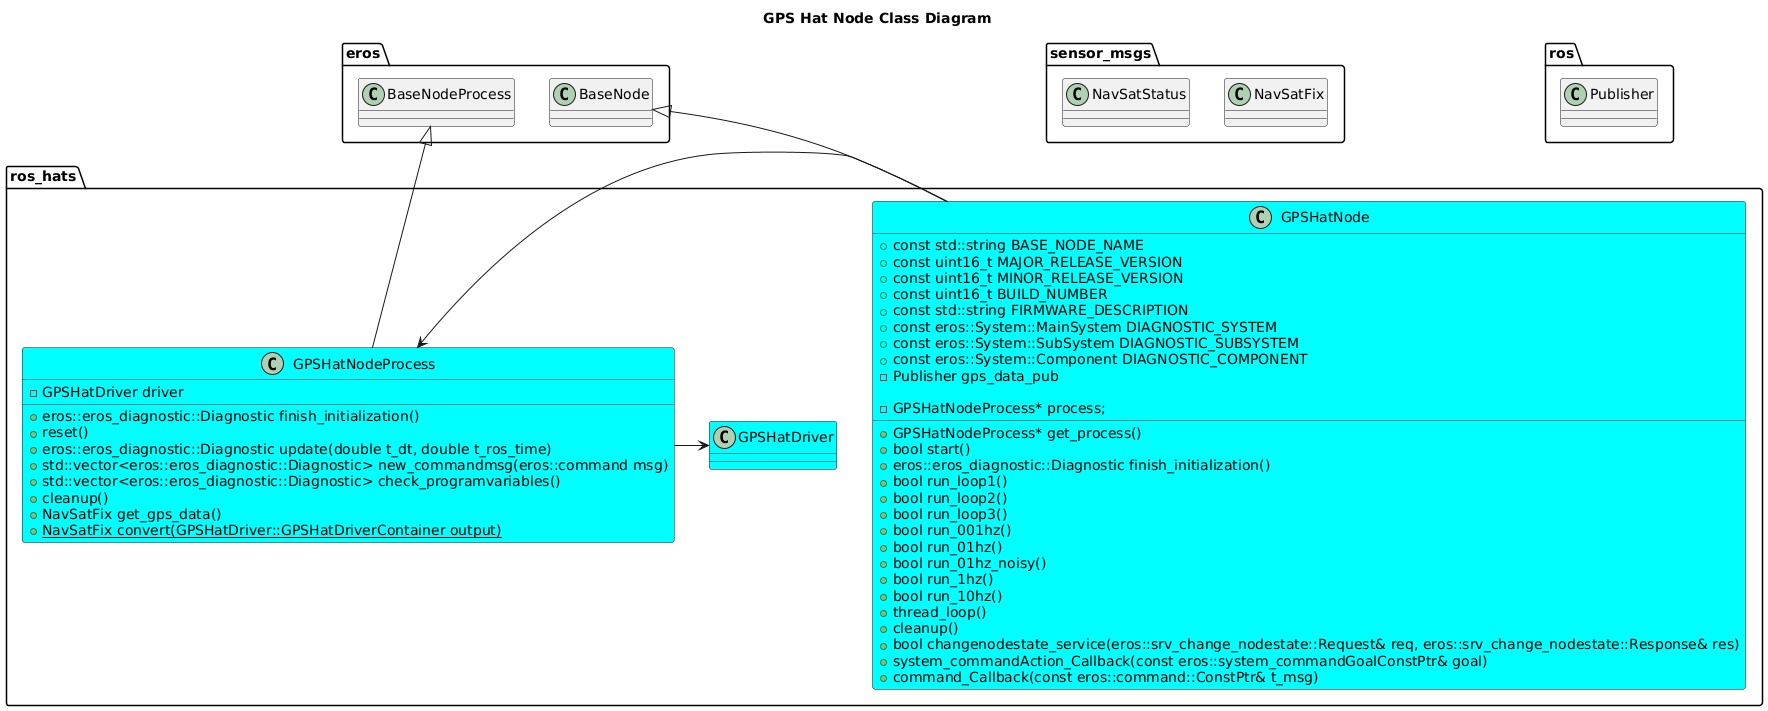 GPS Hat Node Class Diagram
eros
C BaseNodeProcess
C BaseNode
sensor_msgs
C NavSatStatus
C NavSatFix
ros
C Publisher
ros_hats
C GPSHatNode
const std::string BASE_NODE_NAME
const uint16_t MAJOR_RELEASE_VERSION
const uint16_t MINOR_RELEASE_VERSION
const uint16_t BUILD_NUMBER
const std::string FIRMWARE_DESCRIPTION
const eros::System::MainSystem DIAGNOSTIC_SYSTEM
const eros::System::SubSystem DIAGNOSTIC_SUBSYSTEM
const eros::System::Component DIAGNOSTIC_COMPONENT
Publisher gps_data_pub
GPSHatNodeProcess* process;
GPSHatNodeProcess* get_process()
bool start()
eros::eros_diagnostic::Diagnostic finish_initialization()
bool run_loop1()
bool run_loop2()
bool run_loop3()
bool run_001hz()
bool run_01hz()
bool run_01hz_noisy()
bool run_1hz()
bool run_10hz()
thread_loop()
cleanup()
bool changenodestate_service(eros::srv_change_nodestate::Request& req, eros::srv_change_nodestate::Response& res)
system_commandAction_Callback(const eros::system_commandGoalConstPtr& goal)
command_Callback(const eros::command::ConstPtr& t_msg)
C GPSHatNodeProcess
GPSHatDriver driver
eros::eros_diagnostic::Diagnostic finish_initialization()
reset()
eros::eros_diagnostic::Diagnostic update(double t_dt, double t_ros_time)
std::vector<eros::eros_diagnostic::Diagnostic> new_commandmsg(eros::command msg)
std::vector<eros::eros_diagnostic::Diagnostic> check_programvariables()
cleanup()
NavSatFix get_gps_data()
NavSatFix convert(GPSHatDriver::GPSHatDriverContainer output)
C GPSHatDriver